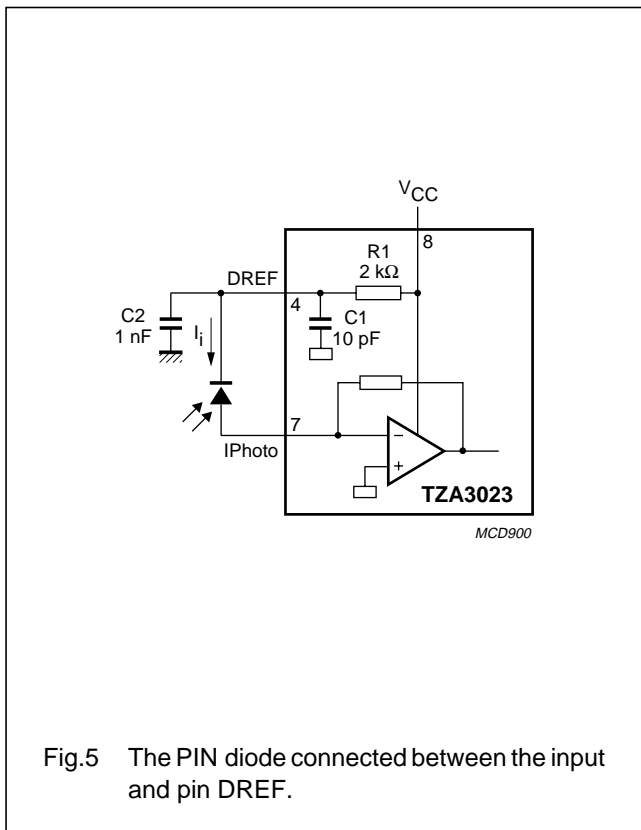 VCC
8
R1
2 kΩ
DREF
4
C2
1 nF
Ii
C1
10 pF
7
IPhoto
−
+
TZA3023
MCD900
Fig.5 The PIN diode connected between the input
and pin DREF.